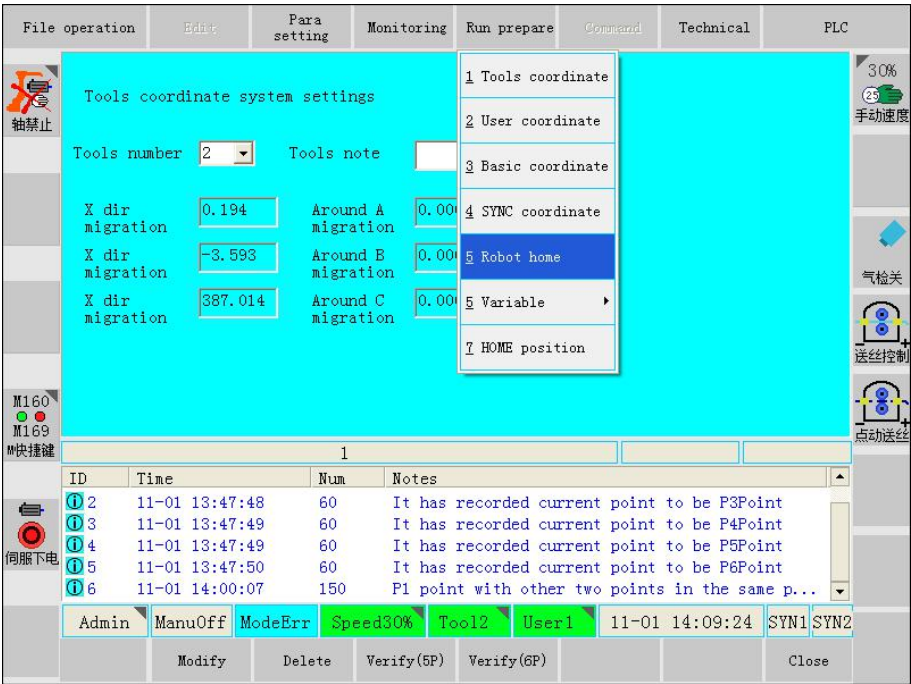 File operation Edit Para setting Monitoring Run prepare Command Technical PLC
轴禁止
M160
M169
M快捷键
伺服下电
Tools coordinate system settings
Tools number 2 Tools note
X dir migration 0.194 Around A migration 0.00
X dir migration -3.593 Around B migration 0.00
X dir migration 387.014 Around C migration 0.00
1 Tools coordinate
2 User coordinate
3 Basic coordinate
4 SYNC coordinate
5 Robot home
5 Variable
7 HOME position
30%
25
手动速度
气检关
- +
送丝控制
- +
点动送丝
1
ID Time Num Notes
2 11-01 13:47:48 60 It has recorded current point to be P3Point
3 11-01 13:47:49 60 It has recorded current point to be P4Point
4 11-01 13:47:49 60 It has recorded current point to be P5Point
5 11-01 13:47:50 60 It has recorded current point to be P6Point
6 11-01 14:00:07 150 P1 point with other two points in the same p...
Admin ManuOff ModeErr Speed30% Tool2 User1 11-01 14:09:24 SYN1 SYN2
Modify Delete Verify(5P) Verify(6P) Close